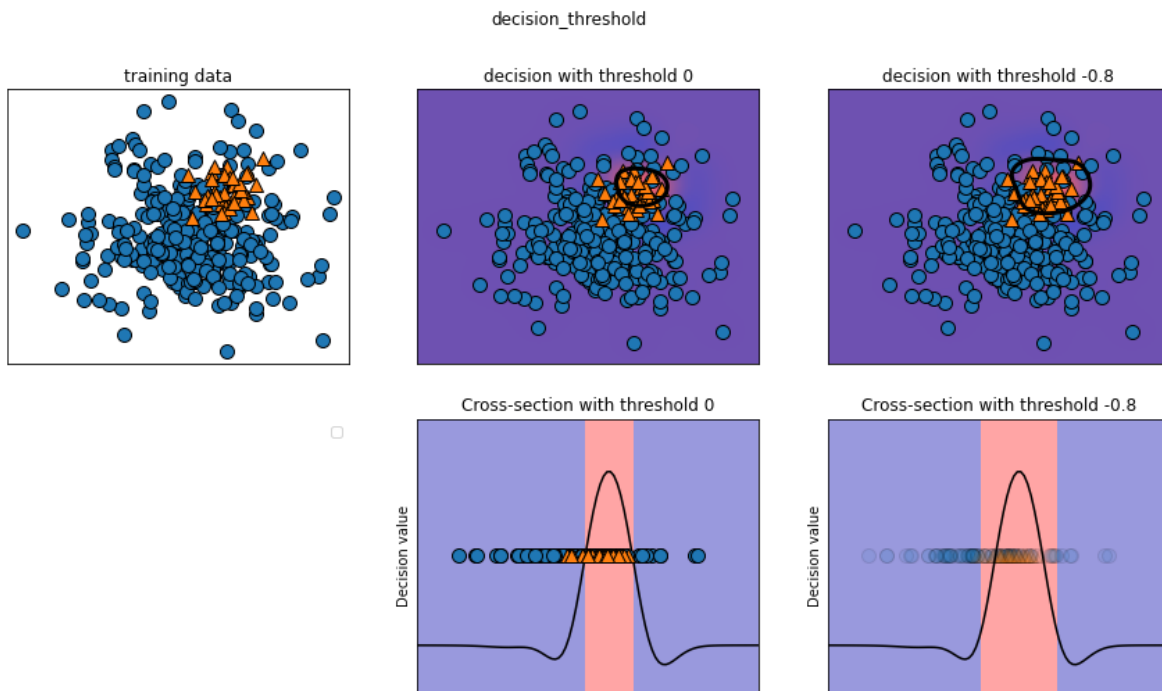 decision_threshold
training data
decision with threshold 0
decision with threshold -0.8
Cross-section with threshold 0
Cross-section with threshold -0.8
Decision value
Decision value